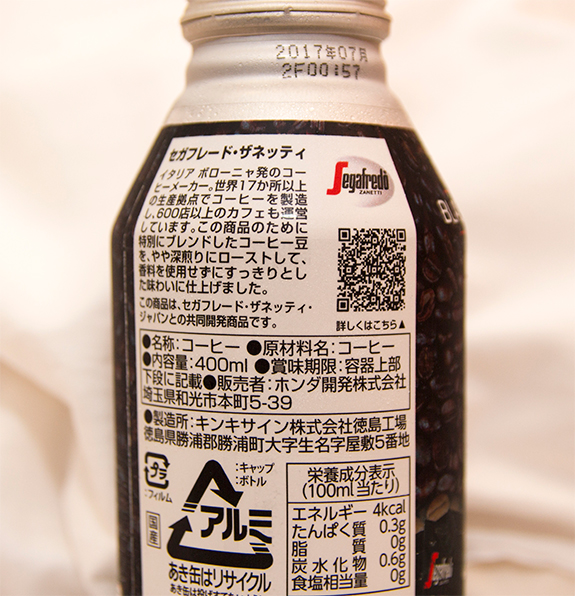 2017年07月
2F00:57
セガフレード・ザネッティ
イタリア ボローニャ発のコー
ヒーメーカー。世界17か所以上
の生産拠点でコーヒーを製造
し、600店以上のカフェも運営
しています。この商品のために
特別にブレンドしたコーヒー豆
を、やや深煎りにローストして、
香料を使用せずにすっきりとし
た味わいに仕上げました。
この商品は、セガフレード・ザネッティ・
ジャパンとの共同開発商品です。
Segafredo
ZANETTI
BL
詳しくはこちら▲
●名称:コーヒー ●原材料名:コーヒー
●内容量:400ml ●賞味期限:容器上部
下段に記載 ●販売者:ホンダ開発株式会社
埼玉県和光市本町5-39
●製造所:キンキサイン株式会社徳島工場
徳島県勝浦郡勝浦町大字生名字屋敷5番地
プラ
:フィルム
国産
:キャップ
:ボトル
アルミ
あき缶はリサイクル
栄養成分表示
(100ml当たり)
エネルギー 4kcal
たんぱく質 0.3g
脂質 0g
炭水化物 0.6g
食塩相当量 0g
Segafredo